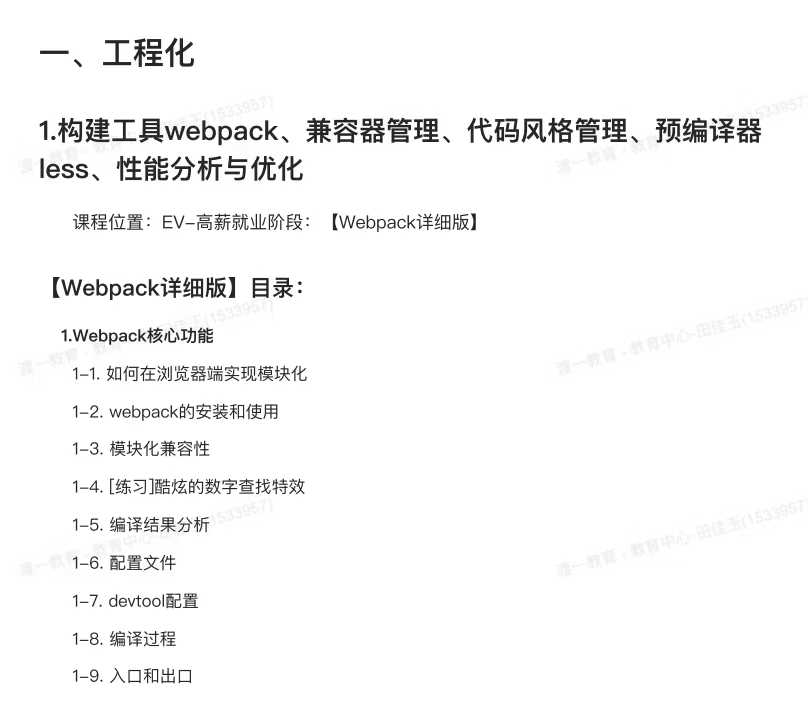 一、工程化
1.构建工具webpack、兼容器管理、代码风格管理、预编译器
less、性能分析与优化
课程位置：EV-高薪就业阶段：【Webpack详细版】
【Webpack详细版】目录：
1.Webpack核心功能
1-1. 如何在浏览器端实现模块化
1-2. webpack的安装和使用
1-3. 模块化兼容性
1-4. [练习]酷炫的数字查找特效
1-5. 编译结果分析
1-6. 配置文件
1-7. devtool配置
1-8. 编译过程
1-9. 入口和出口
渡一教育 · 教育中心-田佳玉(1533957)